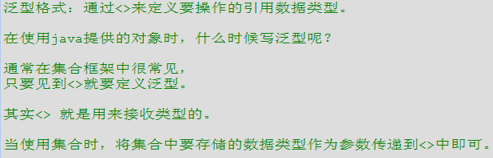 泛型格式：通过<>来定义要操作的引用数据类型。
在使用java提供的对象时，什么时候写泛型呢？
通常在集合框架中很常见，
只要见到<>就要定义泛型。
其实<> 就是用来接收类型的。
当使用集合时，将集合中要存储的数据类型作为参数传递到<>中即可。